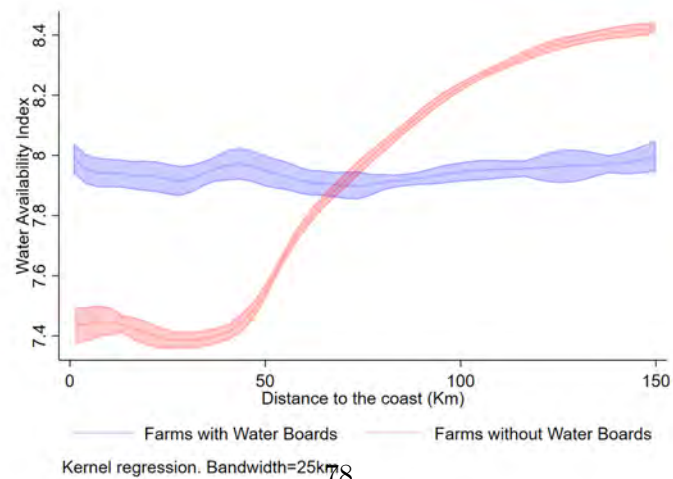 8.4
8.2
8
7.8
7.6
7.4
Water Availability Index
0 50 100 150
Distance to the coast (Km)
Farms with Water Boards Farms without Water Boards
Kernel regression. Bandwidth=25km
78